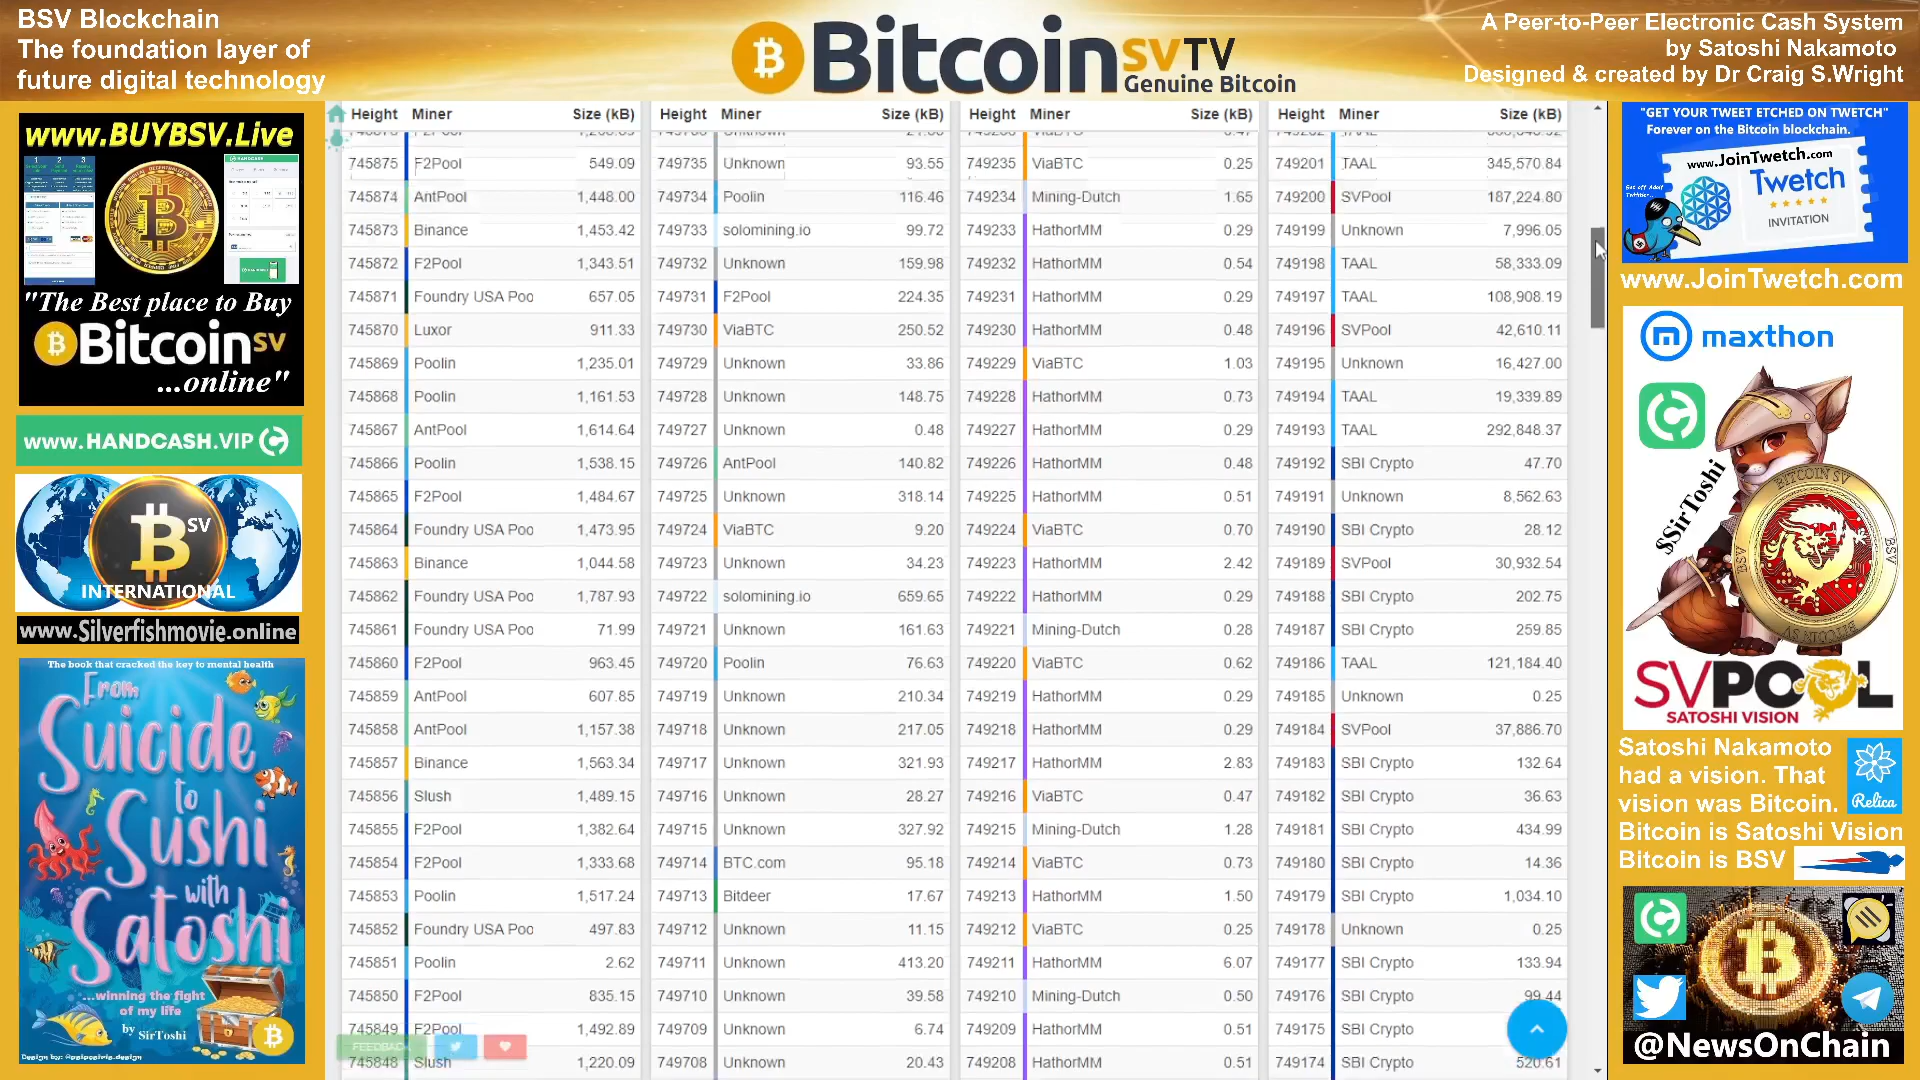 BSV Blockchain
The foundation layer of
future digital technology
Bitcoin SVTV
Genuine Bitcoin
A Peer-to-Peer Electronic Cash System
by Satoshi Nakamoto
Designed & created by Dr Craig S.Wright
www.BUYBSV.Live
"The Best place to Buy
Bitcoin SV
...online"
www.HANDCASH.VIP
SV
INTERNATIONAL
www.Silverfishmovie.online
The book that cracked the key to mental health
From
Suicide
to
Sushi
with
Satoshi
...winning the fight
of my life
by SirToshi
Height Miner Size (kB) Height Miner Size (kB) Height Miner Size (kB) Height Miner Size (kB)
745875 F2Pool 549.09 749735 Unknown 93.55 749235 ViaBTC 0.25 749201 TAAL 345,570.84
745874 AntPool 1,448.00 749734 Poolin 116.46 749234 Mining-Dutch 1.65 749200 SVPool 187,224.80
745873 Binance 1,453.42 749733 solomining.io 99.72 749233 HathorMM 0.29 749199 Unknown 7,996.05
745872 F2Pool 1,343.51 749732 Unknown 159.98 749232 HathorMM 0.54 749198 TAAL 58,333.09
745871 Foundry USA Poo 657.05 749731 F2Pool 224.35 749231 HathorMM 0.29 749197 TAAL 108,908.19
745870 Luxor 911.33 749730 ViaBTC 250.52 749230 HathorMM 0.48 749196 SVPool 42,610.11
745869 Poolin 1,235.01 749729 Unknown 33.86 749229 ViaBTC 1.03 749195 Unknown 16,427.00
745868 Poolin 1,161.53 749728 Unknown 148.75 749228 HathorMM 0.73 749194 TAAL 19,339.89
745867 AntPool 1,614.64 749727 Unknown 0.48 749227 HathorMM 0.29 749193 TAAL 292,848.37
745866 Poolin 1,538.15 749726 AntPool 140.82 749226 HathorMM 0.48 749192 SBI Crypto 47.70
745865 F2Pool 1,484.67 749725 Unknown 318.14 749225 HathorMM 0.51 749191 Unknown 8,562.63
745864 Foundry USA Poo 1,473.95 749724 ViaBTC 9.20 749224 ViaBTC 0.70 749190 SBI Crypto 28.12
745863 Binance 1,044.58 749723 Unknown 34.23 749223 HathorMM 2.42 749189 SVPool 30,932.54
745862 Foundry USA Poo 1,787.93 749722 solomining.io 659.65 749222 HathorMM 0.29 749188 SBI Crypto 202.75
745861 Foundry USA Poo 71.99 749721 Unknown 161.63 749221 Mining-Dutch 0.28 749187 SBI Crypto 259.85
745860 F2Pool 963.45 749720 Poolin 76.63 749220 ViaBTC 0.62 749186 TAAL 121,184.40
745859 AntPool 607.85 749719 Unknown 210.34 749219 HathorMM 0.29 749185 Unknown 0.25
745858 AntPool 1,157.38 749718 Unknown 217.05 749218 HathorMM 0.29 749184 SVPool 37,886.70
745857 Binance 1,563.34 749717 Unknown 321.93 749217 HathorMM 2.83 749183 SBI Crypto 132.64
745856 Slush 1,489.15 749716 Unknown 28.27 749216 ViaBTC 0.47 749182 SBI Crypto 36.63
745855 F2Pool 1,382.64 749715 Unknown 327.92 749215 Mining-Dutch 1.28 749181 SBI Crypto 434.99
745854 F2Pool 1,333.68 749714 BTC.com 95.18 749214 ViaBTC 0.73 749180 SBI Crypto 14.36
745853 Poolin 1,517.24 749713 Bitdeer 17.67 749213 HathorMM 1.50 749179 SBI Crypto 1,034.10
745852 Foundry USA Poo 497.83 749712 Unknown 11.15 749212 ViaBTC 0.25 749178 Unknown 0.25
745851 Poolin 2.62 749711 Unknown 413.20 749211 HathorMM 6.07 749177 SBI Crypto 133.94
745850 F2Pool 835.15 749710 Unknown 39.58 749210 Mining-Dutch 0.50 749176 SBI Crypto 99.44
745849 F2Pool 1,492.89 749709 Unknown 6.74 749209 HathorMM 0.51 749175 SBI Crypto
745848 Slush 1,220.09 749708 Unknown 20.43 749208 HathorMM 0.51 749174 SBI Crypto 520.61
FEEDBACK
"GET YOUR TWEET ETCHED ON TWETCH"
Forever on the Bitcoin blockchain.
www.JoinTwetch.com
Twetch
INVITATION
www.JoinTwetch.com
maxthon
$SirToshi
BITCOIN SV
BSV
BSV
SVPOOL
SATOSHI VISION
Satoshi Nakamoto
had a vision. That
vision was Bitcoin.
Relica
Bitcoin is Satoshi Vision
Bitcoin is BSV
@NewsOnChain